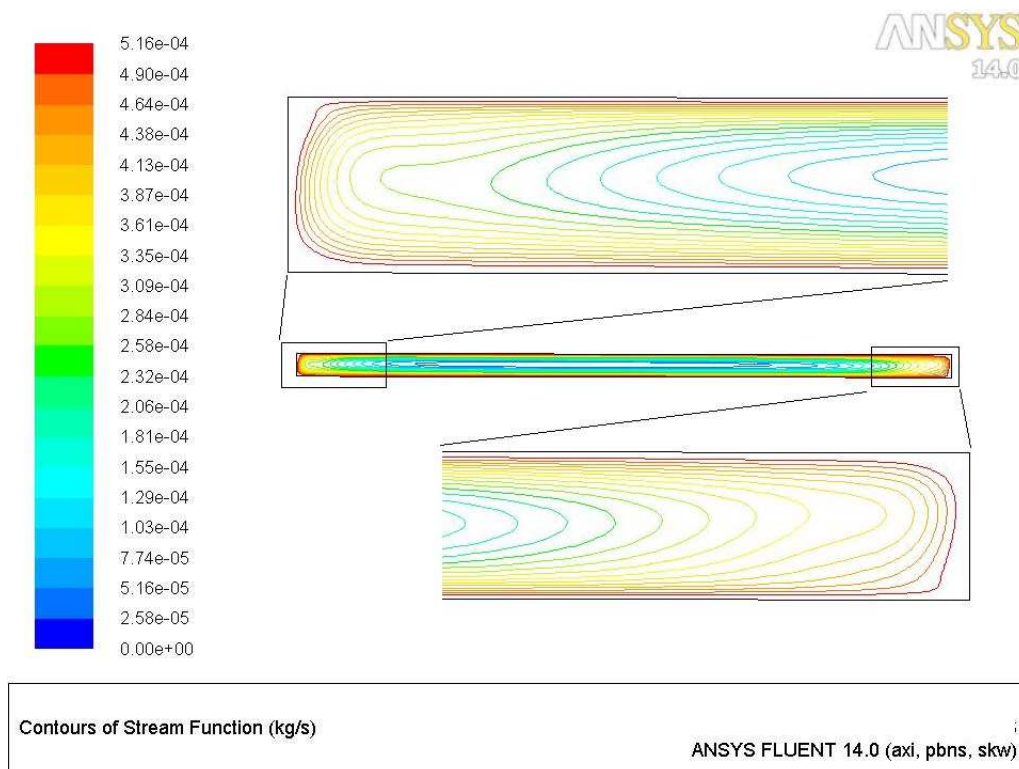 ANSYS
14.0
5.16e-04
4.90e-04
4.64e-04
4.38e-04
4.13e-04
3.87e-04
3.61e-04
3.35e-04
3.09e-04
2.84e-04
2.58e-04
2.32e-04
2.06e-04
1.81e-04
1.55e-04
1.29e-04
1.03e-04
7.74e-05
5.16e-05
2.58e-05
0.00e+00
Contours of Stream Function (kg/s)
ANSYS FLUENT 14.0 (axi, pbns, skw)